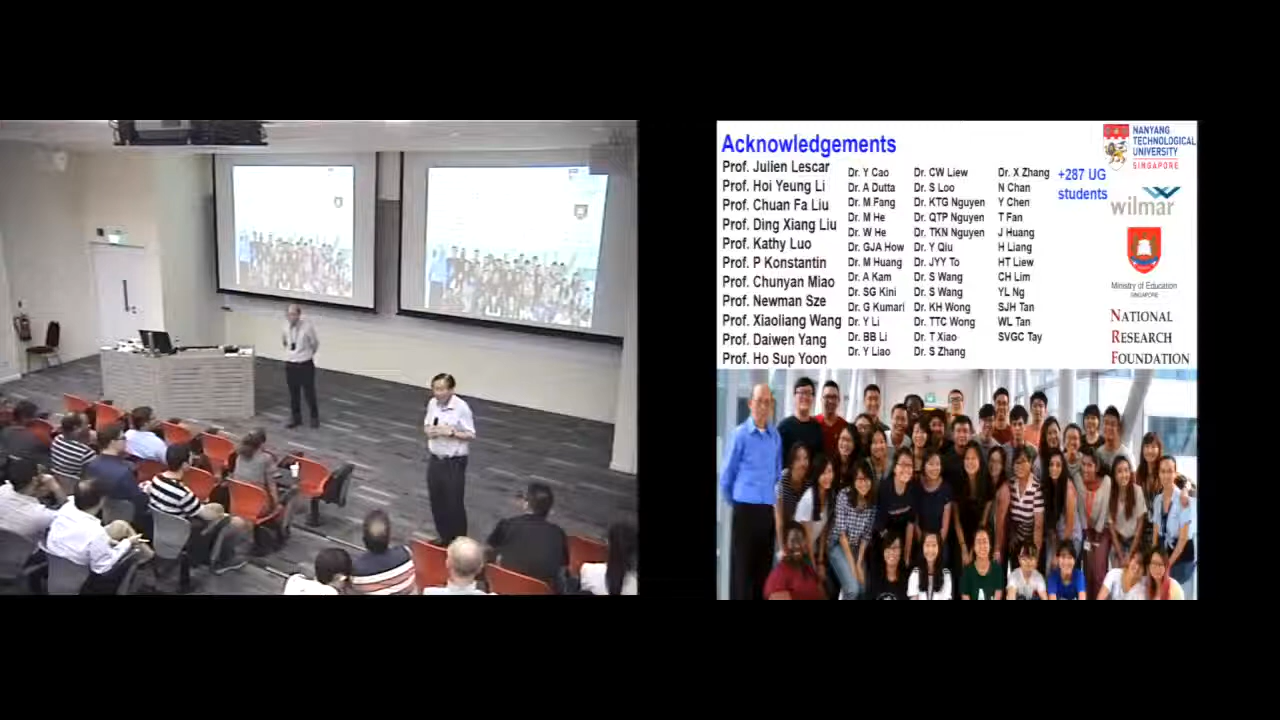 Acknowledgements
Prof. Julien Lescar
Prof. Hoi Yeung Li
Prof. Chuan Fa Liu
Prof. Ding Xiang Liu
Prof. Kathy Luo
Prof. P Konstantin
Prof. Chunyan Miao
Prof. Newman Sze
Prof. Xiaoliang Wang
Prof. Daiwen Yang
Prof. Ho Sup Yoon
Dr. Y Cao
Dr. A Dutta
Dr. M Fang
Dr. M He
Dr. W He
Dr. GJA How
Dr. M Huang
Dr. A Kam
Dr. SG Kini
Dr. G Kumari
Dr. Y Li
Dr. BB Li
Dr. Y Liao
Dr. CW Liew
Dr. S Loo
Dr. KTG Nguyen
Dr. QTP Nguyen
Dr. TKN Nguyen
Dr. Y Qiu
Dr. JYY To
Dr. S Wang
Dr. S Wang
Dr. KH Wong
Dr. TTC Wong
Dr. T Xiao
Dr. S Zhang
Dr. X Zhang
N Chan
Y Chen
T Fan
J Huang
H Liang
HT Liew
CH Lim
YL Ng
SJH Tan
WL Tan
SVGC Tay
+287 UG
students
NANYANG
TECHNOLOGICAL
UNIVERSITY
SINGAPORE
wilmar
Ministry of Education
SINGAPORE
NATIONAL
RESEARCH
FOUNDATION